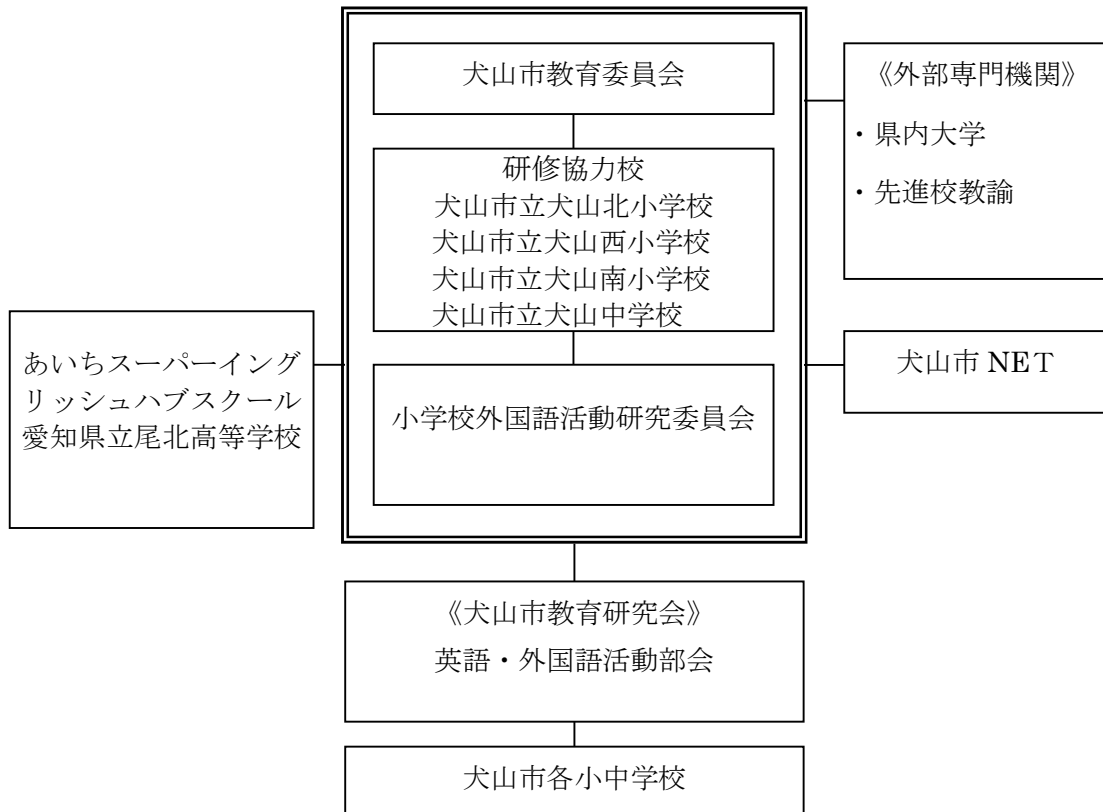 犬山市教育委員会
研修協力校
犬山市立犬山北小学校
犬山市立犬山西小学校
犬山市立犬山南小学校
犬山市立犬山中学校
小学校外国語活動研究委員会
《外部専門機関》
・県内大学
・先進校教諭
犬山市 NET
あいちスーパーイング
リッシュハブスクール
愛知県立尾北高等学校
《犬山市教育研究会》
英語・外国語活動部会
犬山市各小中学校